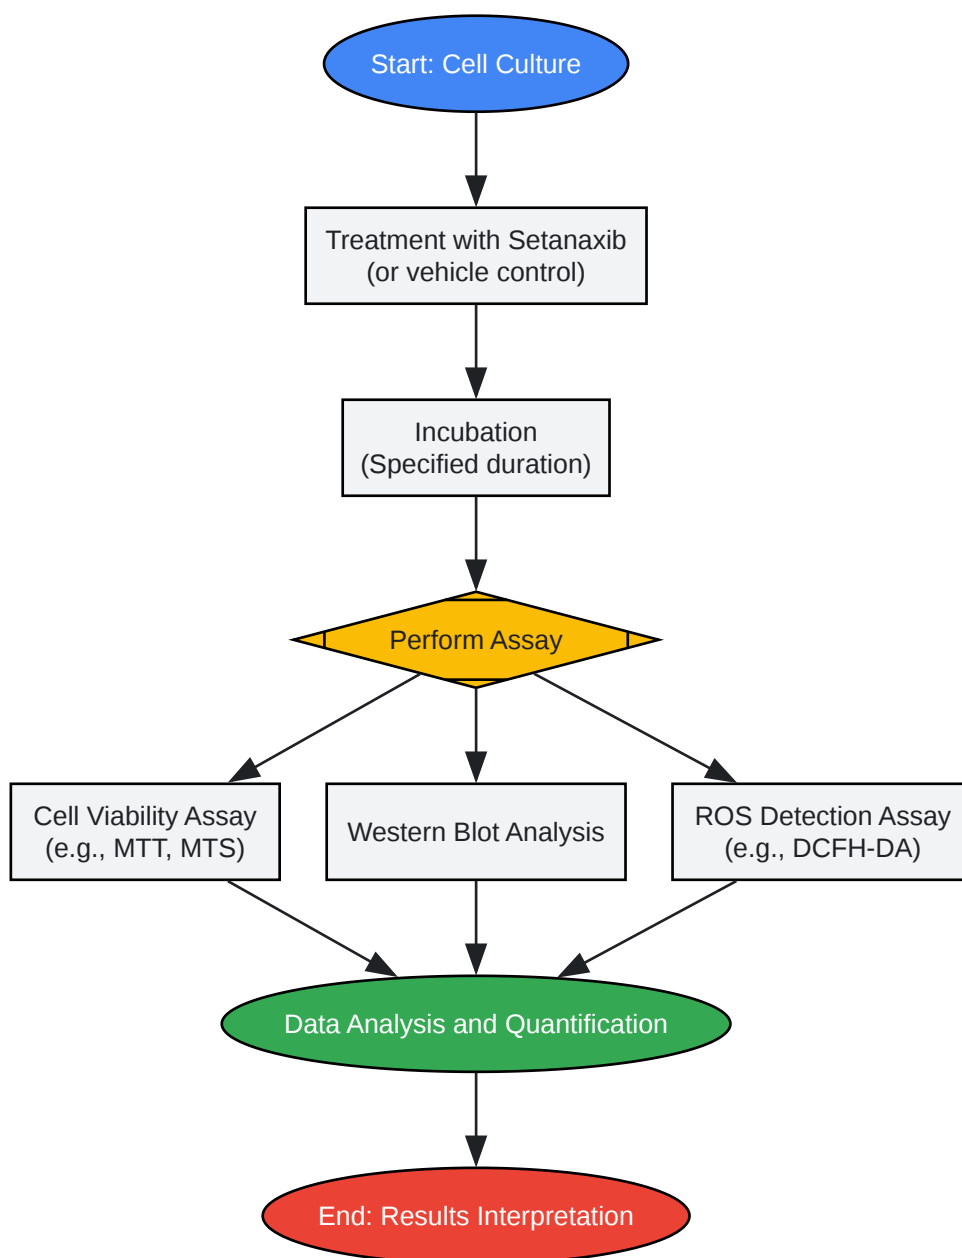 Start: Cell Culture
Treatment with Setanaxib
(or vehicle control)
Incubation
(Specified duration)
Perform Assay
Cell Viability Assay
(e.g., MTT, MTS)
Western Blot Analysis
ROS Detection Assay
(e.g., DCFH-DA)
Data Analysis and Quantification
End: Results Interpretation